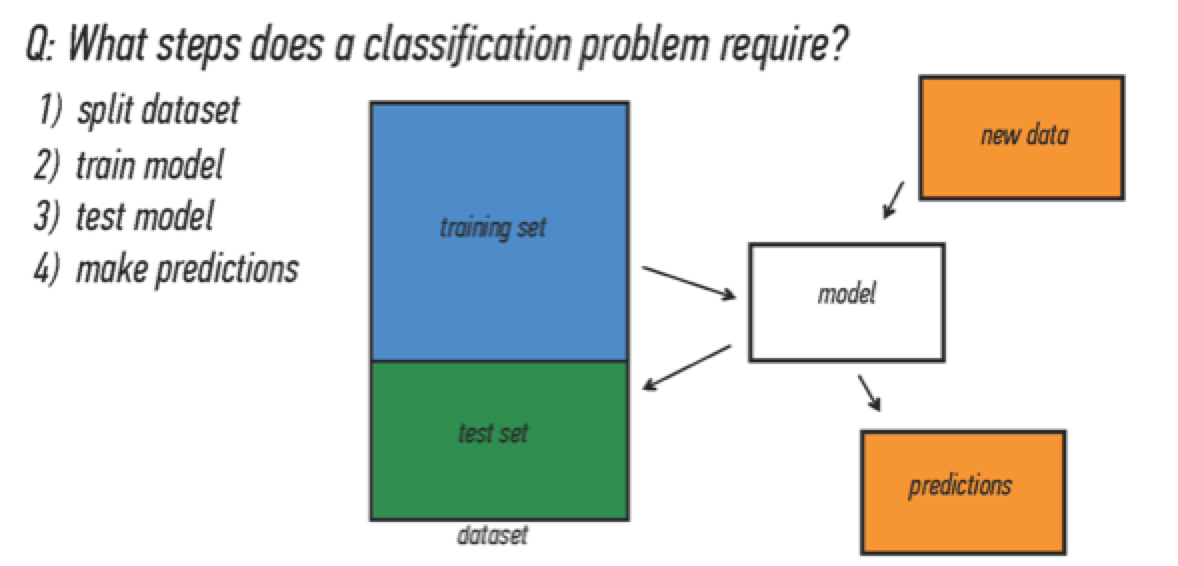 Q: What steps does a classification problem require?
1) split dataset
2) train model
3) test model
4) make predictions
training set
test set
dataset
new data
model
predictions